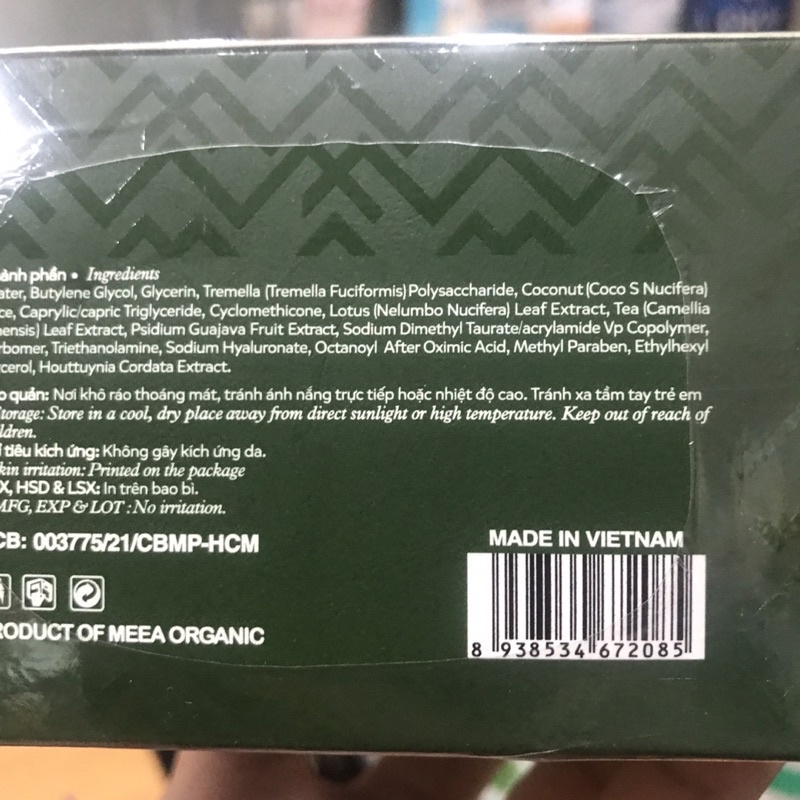 ành phần • Ingredients
ater, Butylene Glycol, Glycerin, Tremella (Tremella Fuciformis) Polysaccharide, Coconut (Coco S Nucifera)
ce, Caprylic/capric Triglyceride, Cyclomethicone, Lotus (Nelumbo Nucifera) Leaf Extract, Tea (Camellia
nensis) Leaf Extract, Psidium Guajava Fruit Extract, Sodium Dimethyl Taurate/acrylamide Vp Copolymer,
rbomer, Triethanolamine, Sodium Hyaluronate, Octanoyl After Oximic Acid, Methyl Paraben, Ethylhexyl
cerol, Houttuynia Cordata Extract.
o quản: Nơi khô ráo thoáng mát, tránh ánh nắng trực tiếp hoặc nhiệt độ cao. Tránh xa tầm tay trẻ em
torage: Store in a cool, dry place away from direct sunlight or high temperature. Keep out of reach of
ldren.
ỉ tiêu kích ứng: Không gây kích ứng da.
kin irritation: Printed on the package
X, HSD & LSX: In trên bao bì.
MFG, EXP & LOT : No irritation.
CB: 003775/21/CBMP-HCM
MADE IN VIETNAM
RODUCT OF MEEA ORGANIC
8 938534 672085